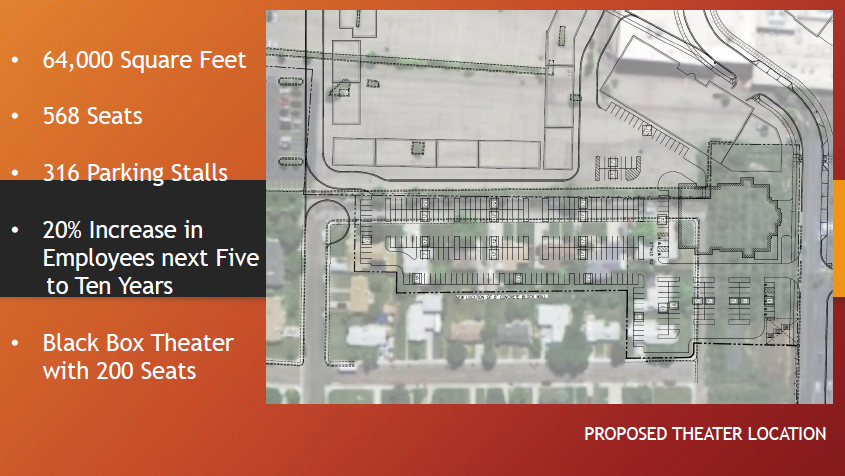 • 64,000 Square Feet
• 568 Seats
• 316 Parking Stalls
• 20% Increase in
Employees next Five
to Ten Years
• Black Box Theater
with 200 Seats
PROPOSED THEATER LOCATION